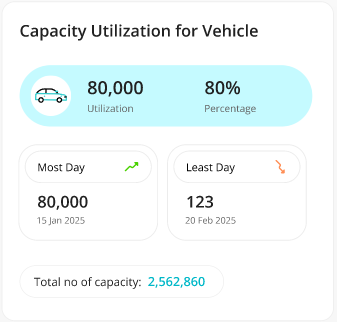 Capacity Utilization for Vehicle
80,000 80%
Utilization Percentage
Most Day Least Day
80,000 123
15 Jan 2025 20 Feb 2025
Total no of capacity: 2,562,860